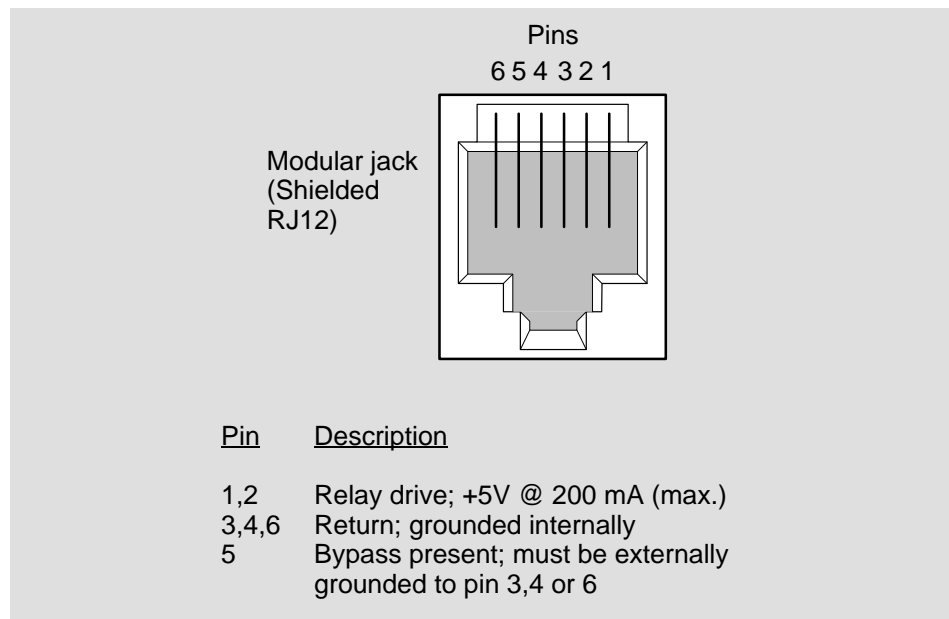 Pins
6 5 4 3 2 1
Modular jack
(Shielded
RJ12)
Pin Description
1,2 Relay drive; +5V @ 200 mA (max.)
3,4,6 Return; grounded internally
5 Bypass present; must be externally
grounded to pin 3,4 or 6